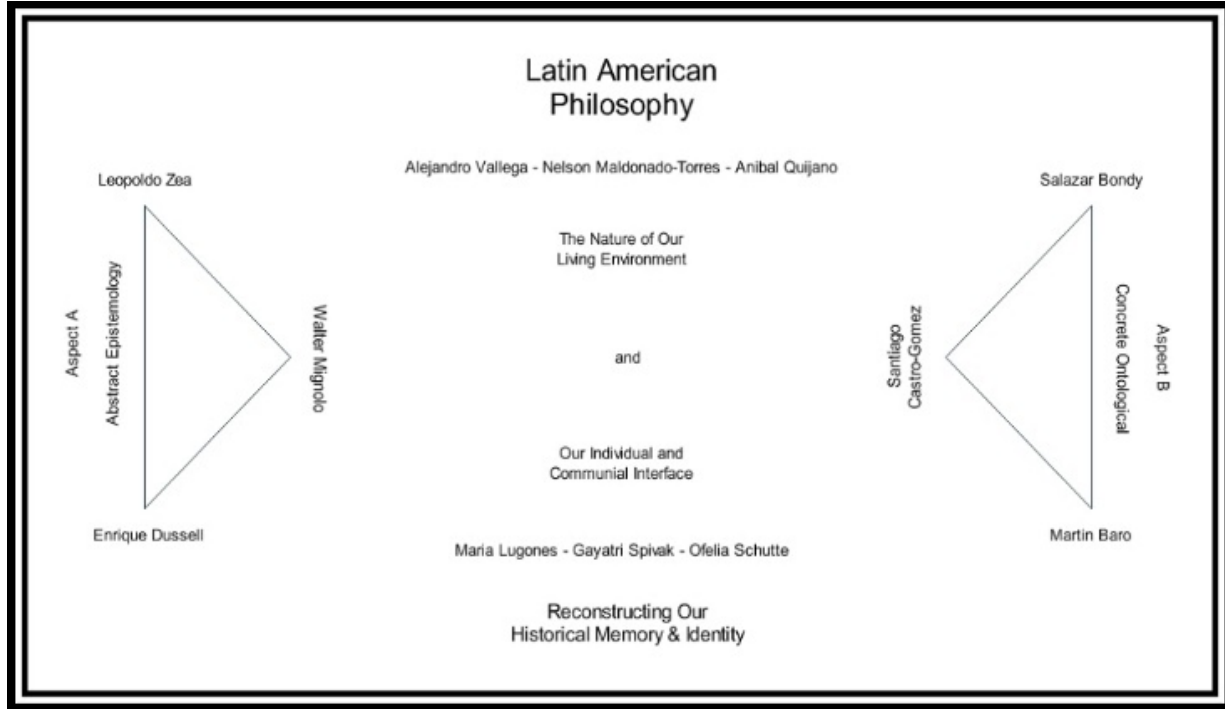 Latin American
Philosophy
Alejandro Vallega - Nelson Maldonado-Torres - Anibal Quijano
Leopoldo Zea
Salazar Bondy
The Nature of Our
Living Environment
Aspect A
Abstract Epistemology
Walter Mignolo
and
Santiago
Castro-Gomez
Concrete Ontological
Aspect B
Our Individual and
Communial Interface
Enrique Dussell
Martin Baro
Maria Lugones - Gayatri Spivak - Ofelia Schutte
Reconstructing Our
Historical Memory & Identity